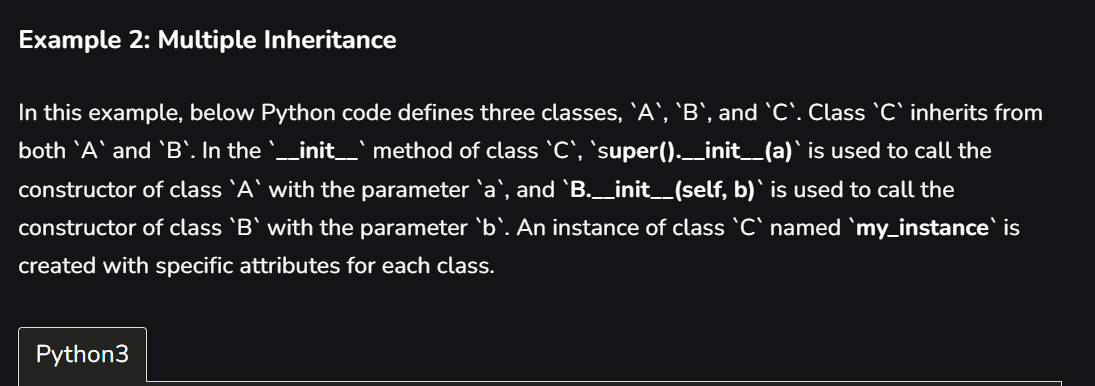 Example 2: Multiple Inheritance
In this example, below Python code defines three classes, `A`, `B`, and `C`. Class `C` inherits from
both `A` and `B`. In the `__init__` method of class `C`, `super().__init__(a)` is used to call the
constructor of class `A` with the parameter `a`, and `B.__init__(self, b)` is used to call the
constructor of class `B` with the parameter `b`. An instance of class `C` named `my_instance` is
created with specific attributes for each class.
Python3